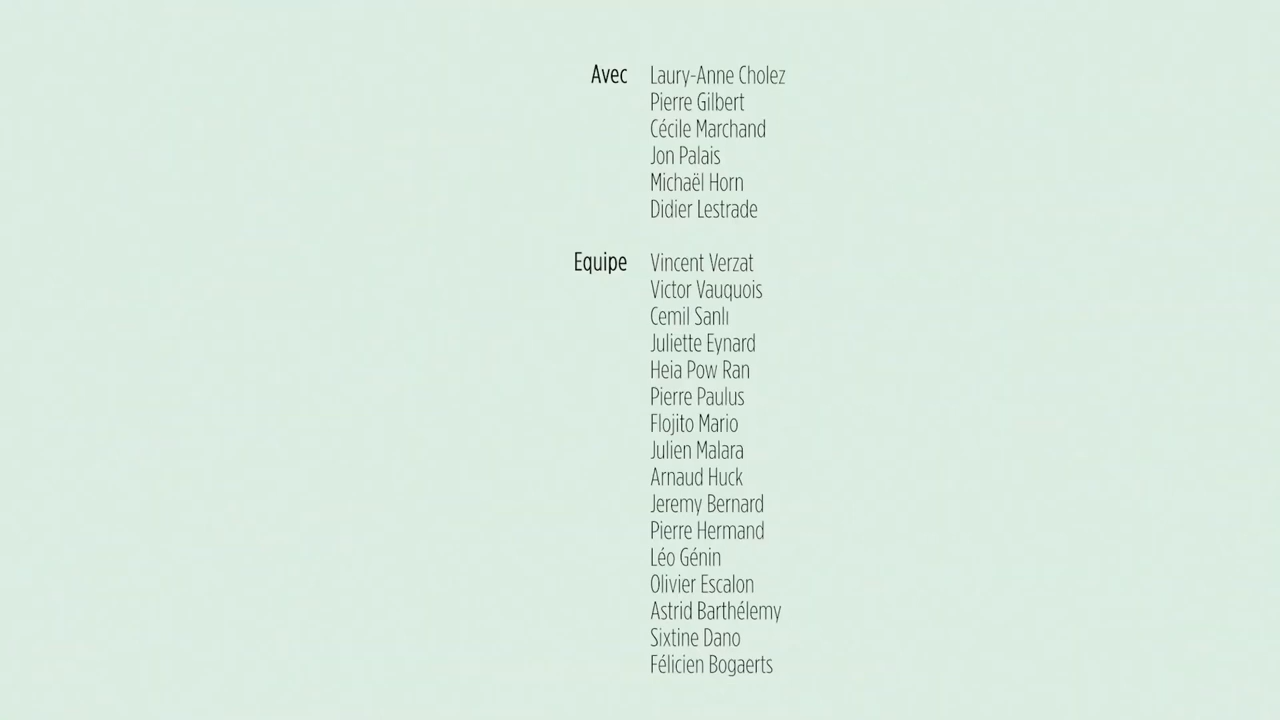 Avec Laury-Anne Cholez
Pierre Gilbert
Cécile Marchand
Jon Palais
Michaël Horn
Didier Lestrade
Equipe Vincent Verzat
Victor Vauquois
Cemil Sanlı
Juliette Eynard
Heia Pow Ran
Pierre Paulus
Flojito Mario
Julien Malara
Arnaud Huck
Jeremy Bernard
Pierre Hermand
Léo Génin
Olivier Escalon
Astrid Barthélemy
Sixtine Dano
Félicien Bogaerts